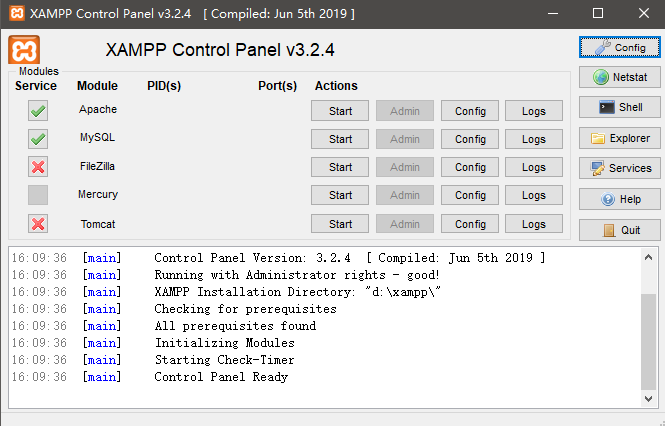 XAMPP Control Panel v3.2.4 [ Compiled: Jun 5th 2019 ]
XAMPP Control Panel v3.2.4
Config
Modules
Service Module PID(s) Port(s) Actions
Netstat
Apache Start Admin Config Logs
Shell
MySQL Start Admin Config Logs
Explorer
FileZilla Start Admin Config Logs
Services
Mercury Start Admin Config Logs
Help
Tomcat Start Admin Config Logs
Quit
16:09:36 [main] Control Panel Version: 3.2.4 [ Compiled: Jun 5th 2019 ]
16:09:36 [main] Running with Administrator rights - good!
16:09:36 [main] XAMPP Installation Directory: "d:\xampp\"
16:09:36 [main] Checking for prerequisites
16:09:36 [main] All prerequisites found
16:09:36 [main] Initializing Modules
16:09:36 [main] Starting Check-Timer
16:09:36 [main] Control Panel Ready